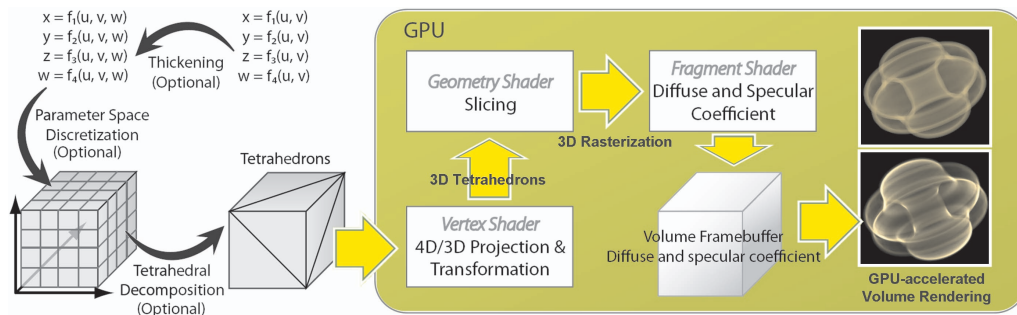 x = f₁(u, v, w)
y = f₂(u, v, w)
z = f₃(u, v, w)
w = f₄(u, v, w)
Thickening
(Optional)
x = f₁(u, v)
y = f₂(u, v)
z = f₃(u, v)
w = f₄(u, v)
Parameter Space
Discretization
(Optional)
Tetrahedral
Decomposition
(Optional)
Tetrahedrons
GPU
Vertex Shader
4D/3D Projection &
Transformation
3D Tetrahedrons
Geometry Shader
Slicing
3D Rasterization
Fragment Shader
Diffuse and Specular
Coefficient
Volume Framebuffer
Diffuse and specular coefficient
GPU-accelerated
Volume Rendering